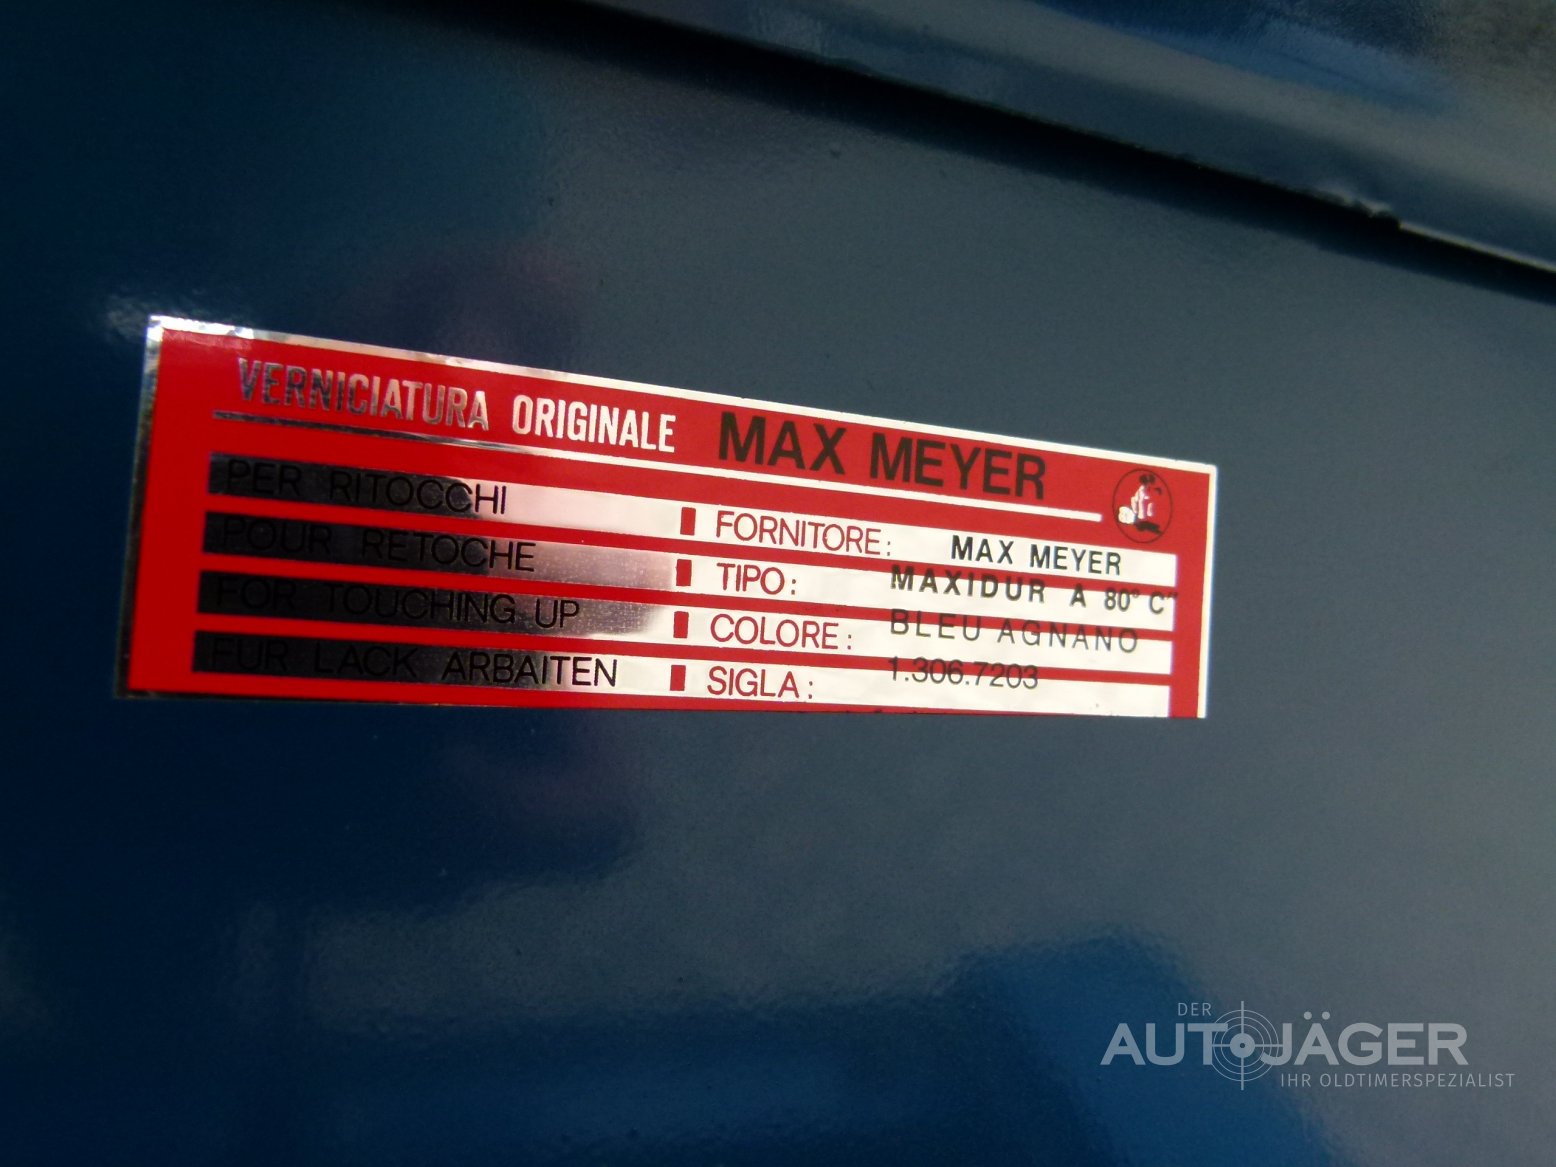 VERNICIATURA ORIGINALE MAX MEYER
PER RITOCCHI
POUR RETOCHE
FOR TOUCHING UP
FUR LACK ARBAITEN
FORNITORE: MAX MEYER
TIPO: MAXIDUR A 80° C"
COLORE: BLEU AGNANO
SIGLA: 1.306.7203
DER
AUTOJÄGER
IHR OLDTIMERSPEZIALIST